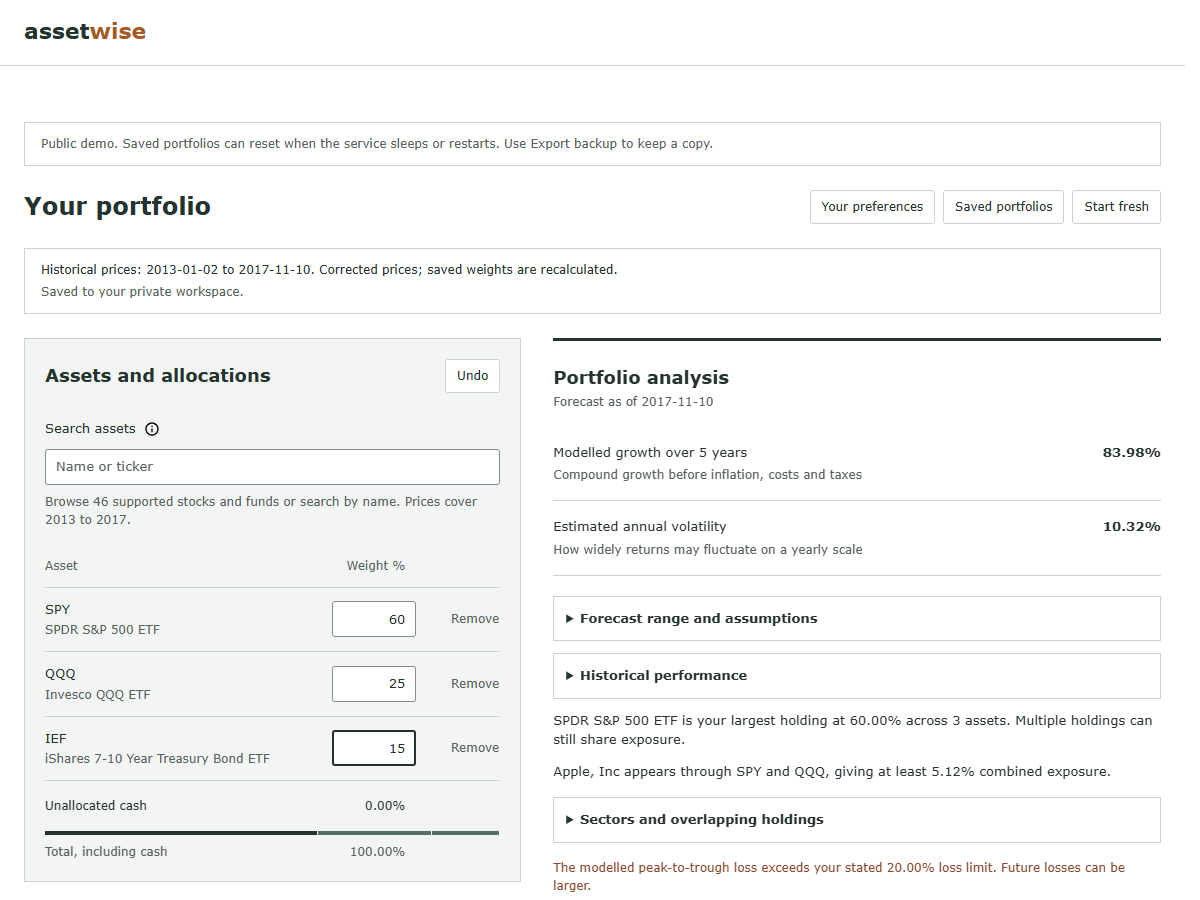 assetwise
Public demo. Saved portfolios can reset when the service sleeps or restarts. Use Export backup to keep a copy.
Your portfolio
Your preferences
Saved portfolios
Start fresh
Historical prices: 2013-01-02 to 2017-11-10. Corrected prices; saved weights are recalculated.
Saved to your private workspace.
Assets and allocations
Undo
Search assets
Name or ticker
Browse 46 supported stocks and funds or search by name. Prices cover
2013 to 2017.
Asset Weight %
SPY
SPDR S&P 500 ETF
60 Remove
QQQ
Invesco QQQ ETF
25 Remove
IEF
iShares 7-10 Year Treasury Bond ETF
15 Remove
Unallocated cash 0.00%
Total, including cash 100.00%
Portfolio analysis
Forecast as of 2017-11-10
Modelled growth over 5 years 83.98%
Compound growth before inflation, costs and taxes
Estimated annual volatility 10.32%
How widely returns may fluctuate on a yearly scale
Forecast range and assumptions
Historical performance
SPDR S&P 500 ETF is your largest holding at 60.00% across 3 assets. Multiple holdings can
still share exposure.
Apple, Inc appears through SPY and QQQ, giving at least 5.12% combined exposure.
Sectors and overlapping holdings
The modelled peak-to-trough loss exceeds your stated 20.00% loss limit. Future losses can be
larger.